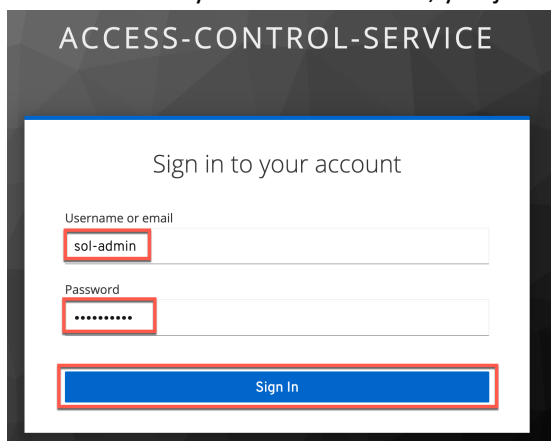 ACCESS-CONTROL-SERVICE
Sign in to your account
Username or email
sol-admin
Password
••••••••••
Sign In